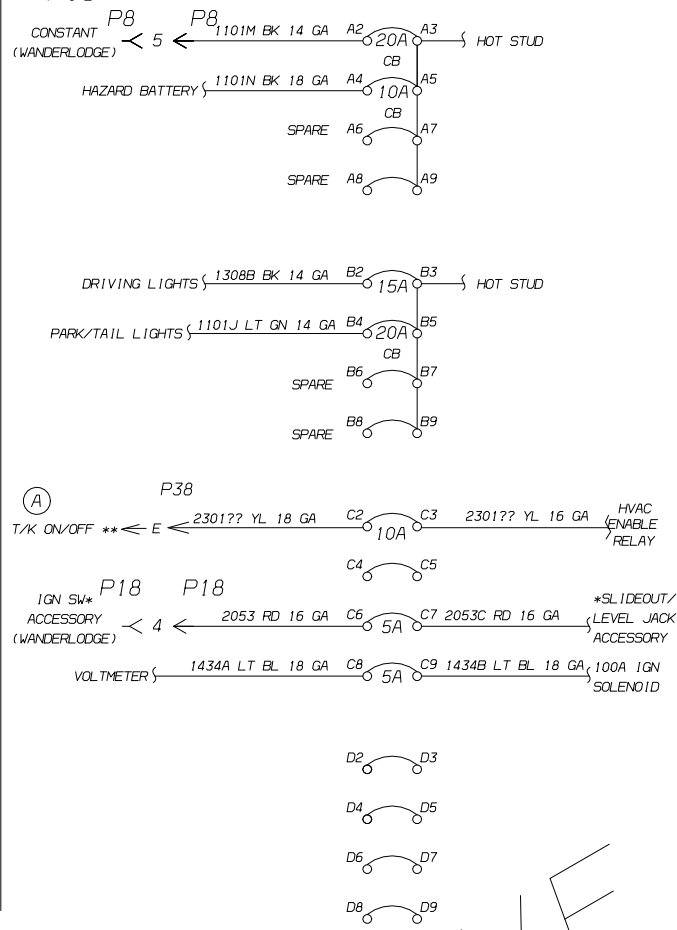 P8 P8
CONSTANT (WANDERLODGE) 5 1101M BK 14 GA A2 20A CB A3 HOT STUD
HAZARD BATTERY 1101N BK 18 GA A4 10A CB A5
SPARE A6 A7
SPARE A8 A9
DRIVING LIGHTS 1308B BK 14 GA B2 15A B3 HOT STUD
PARK/TAIL LIGHTS 1101J LT GN 14 GA B4 20A CB B5
SPARE B6 B7
SPARE B8 B9
A P38
T/K ON/OFF ** E 2301?? YL 18 GA C2 10A C3 2301?? YL 16 GA HVAC ENABLE RELAY
C4 C5
P18 P18
IGN SW* ACCESSORY (WANDERLODGE) 4 2053 RD 16 GA C6 5A C7 2053C RD 16 GA *SLIDEOUT/ LEVEL JACK ACCESSORY
VOLTMETER 1434A LT BL 18 GA C8 5A C9 1434B LT BL 18 GA 100A IGN SOLENOID
D2 D3
D4 D5
D6 D7
D8 D9